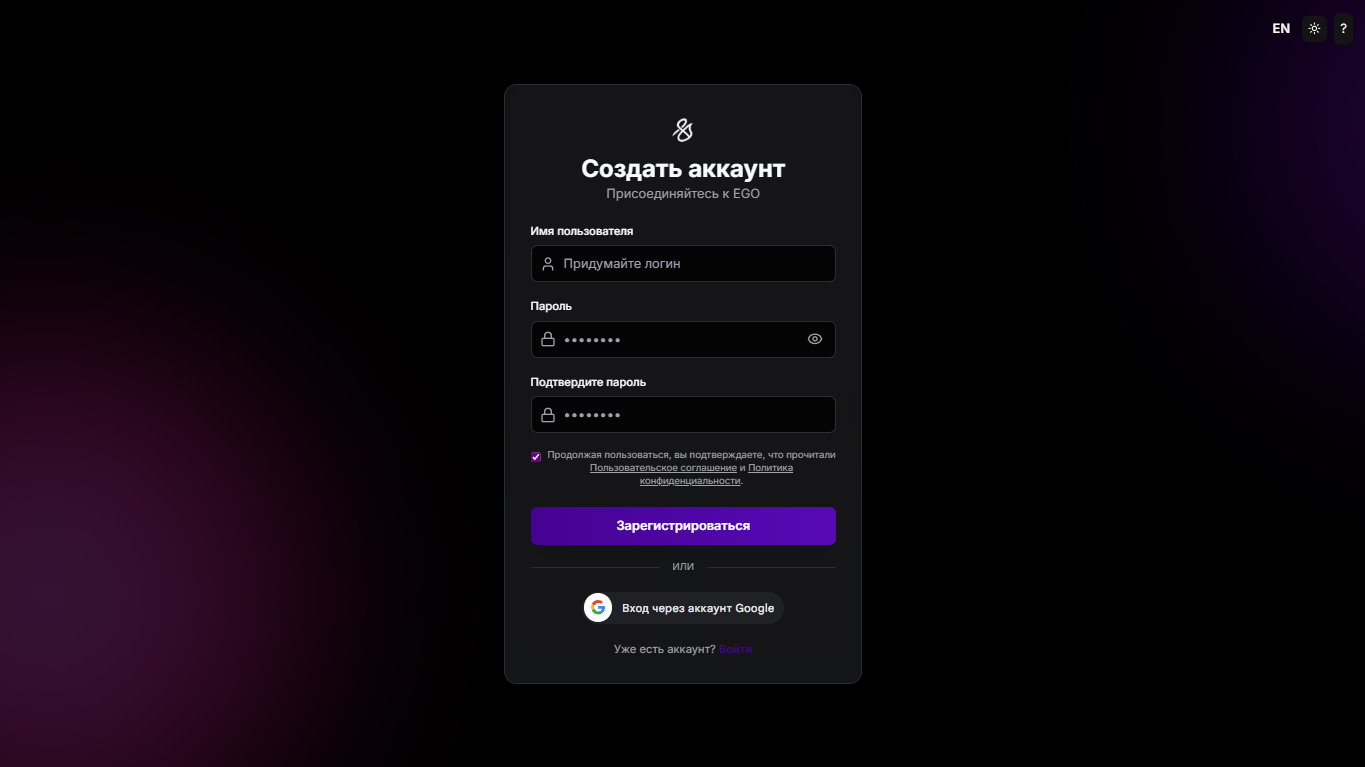 EN
?
Создать аккаунт
Присоединяйтесь к EGO
Имя пользователя
Придумайте логин
Пароль
••••••••
Подтвердите пароль
••••••••
Продолжая пользоваться, вы подтверждаете, что прочитали
Пользовательское соглашение и Политика
конфиденциальности.
Зарегистрироваться
ИЛИ
Вход через аккаунт Google
Уже есть аккаунт? Войти